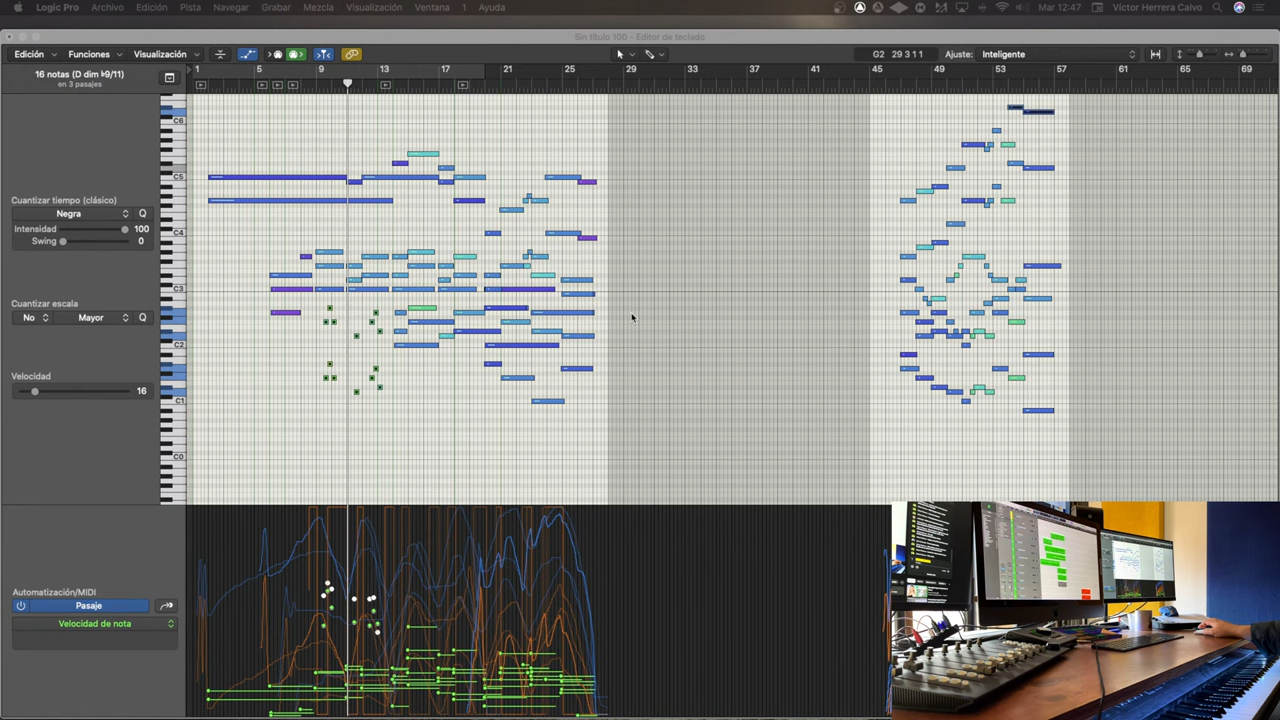 Logic Pro Archivo Edición Pista Navegar Grabar Mezcla Visualización Ventana 1 Ayuda Mar 12:47 Víctor Herrera Calvo
Sin título 100 - Editor de teclado
Edición Funciones Visualización G2 29 3 1 1 Ajuste: Inteligente
16 notas (D dim ♭9/11)
en 3 pasajes
1 5 9 13 17 21 25 29 33 37 41 45 49 53 57 61 65 69
C6
C5
Cuantizar tiempo (clásico)
Negra Q
Intensidad 100
C4
Swing 0
C3
Cuantizar escala
No Mayor Q
C2
Velocidad
16
C1
C0
Automatización/MIDI
Pasaje
Velocidad de nota